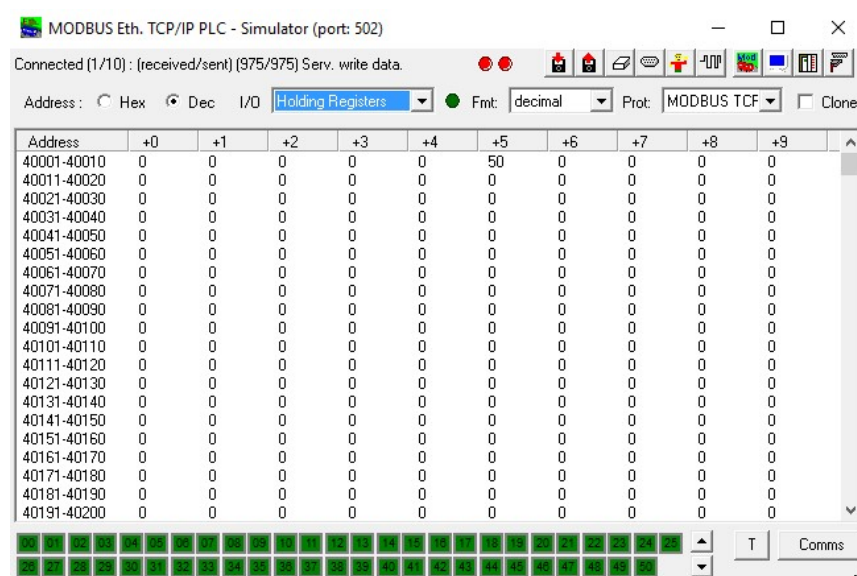 MODBUS Eth. TCP/IP PLC - Simulator (port: 502)
Connected (1/10) : (received/sent) (975/975) Serv. write data.
Address : Hex Dec I/O Holding Registers Fmt: decimal Prot: MODBUS TCP Clone
Address +0 +1 +2 +3 +4 +5 +6 +7 +8 +9
40001-40010 0 0 0 0 0 50 0 0 0 0
40011-40020 0 0 0 0 0 0 0 0 0 0
40021-40030 0 0 0 0 0 0 0 0 0 0
40031-40040 0 0 0 0 0 0 0 0 0 0
40041-40050 0 0 0 0 0 0 0 0 0 0
40051-40060 0 0 0 0 0 0 0 0 0 0
40061-40070 0 0 0 0 0 0 0 0 0 0
40071-40080 0 0 0 0 0 0 0 0 0 0
40081-40090 0 0 0 0 0 0 0 0 0 0
40091-40100 0 0 0 0 0 0 0 0 0 0
40101-40110 0 0 0 0 0 0 0 0 0 0
40111-40120 0 0 0 0 0 0 0 0 0 0
40121-40130 0 0 0 0 0 0 0 0 0 0
40131-40140 0 0 0 0 0 0 0 0 0 0
40141-40150 0 0 0 0 0 0 0 0 0 0
40151-40160 0 0 0 0 0 0 0 0 0 0
40161-40170 0 0 0 0 0 0 0 0 0 0
40171-40180 0 0 0 0 0 0 0 0 0 0
40181-40190 0 0 0 0 0 0 0 0 0 0
40191-40200 0 0 0 0 0 0 0 0 0 0
00 01 02 03 04 05 06 07 08 09 10 11 12 13 14 15 16 17 18 19 20 21 22 23 24 25 T Comms
26 27 28 29 30 31 32 33 34 35 36 37 38 39 40 41 42 43 44 45 46 47 48 49 50